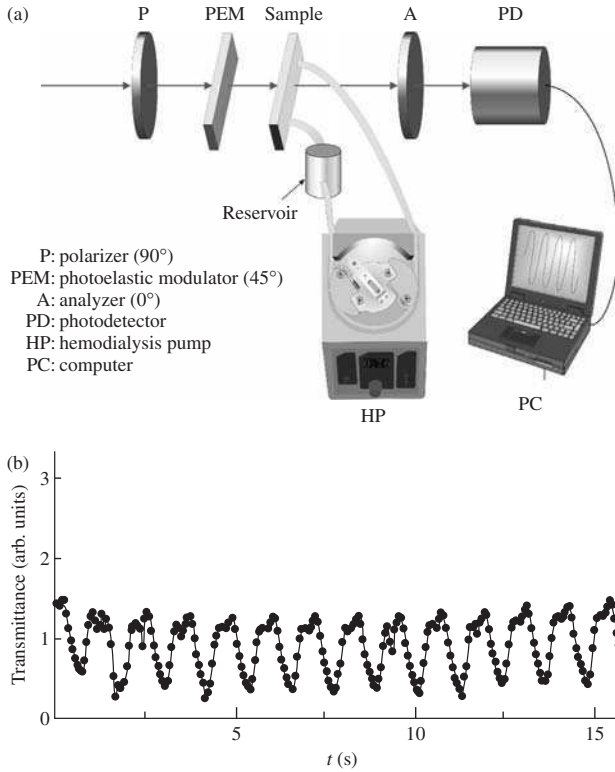 (a)
P PEM Sample A PD
Reservoir
P: polarizer (90°)
PEM: photoelastic modulator (45°)
A: analyzer (0°)
PD: photodetector
HP: hemodialysis pump
PC: computer
HP
PC
(b)
Transmittance (arb. units)
3
2
1
0
5 10 15
t (s)